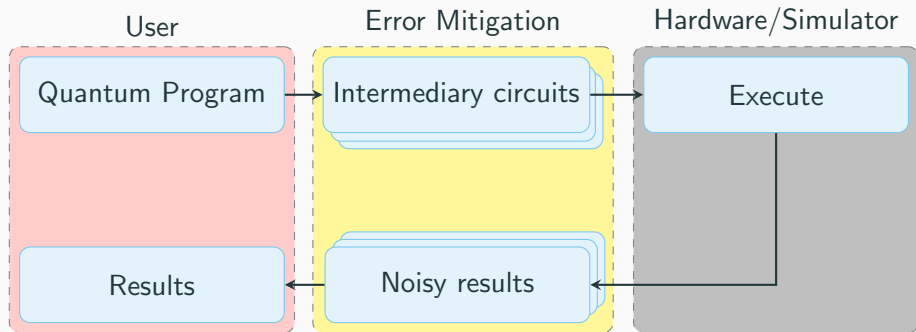 User
Error Mitigation
Hardware/Simulator
Quantum Program
Intermediary circuits
Execute
Results
Noisy results